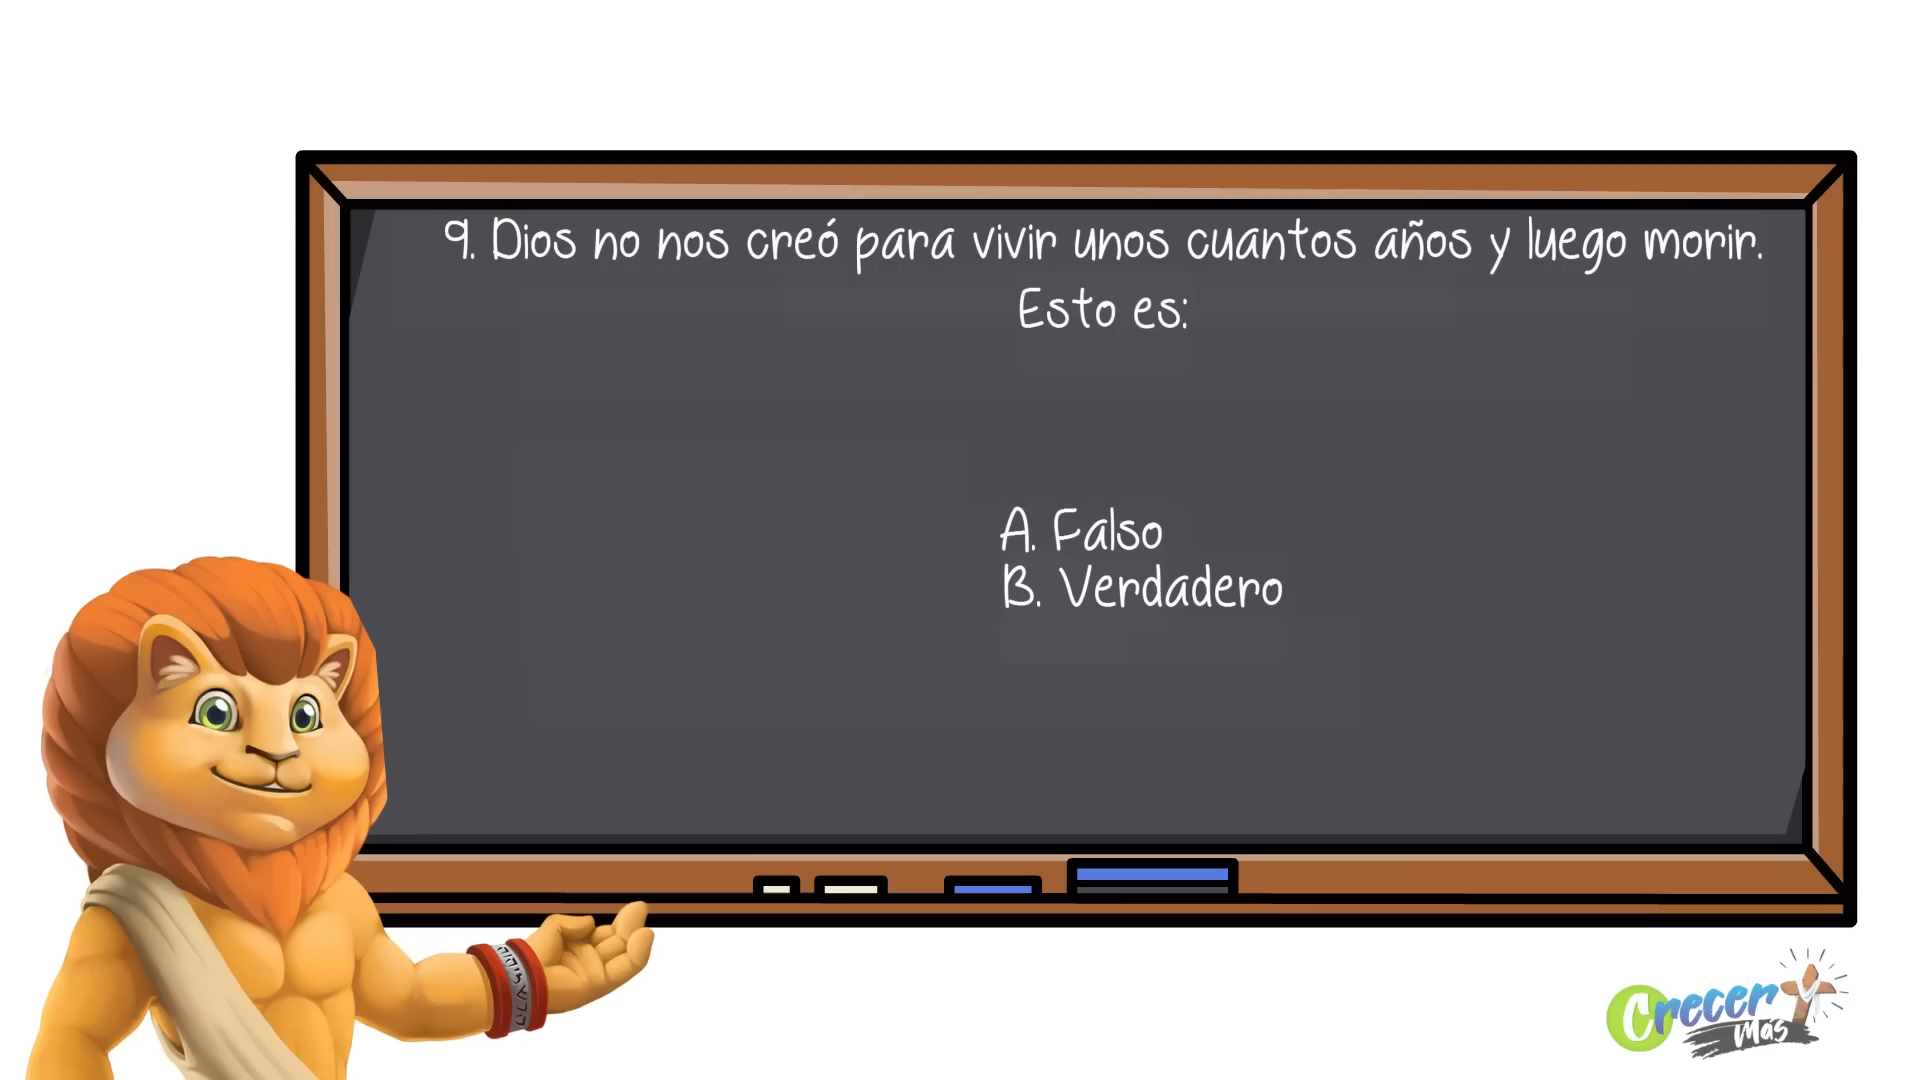 9. Dios no nos creó para vivir unos cuantos años y luego morir.
Esto es:
A. Falso
B. Verdadero
Crecer y
Más